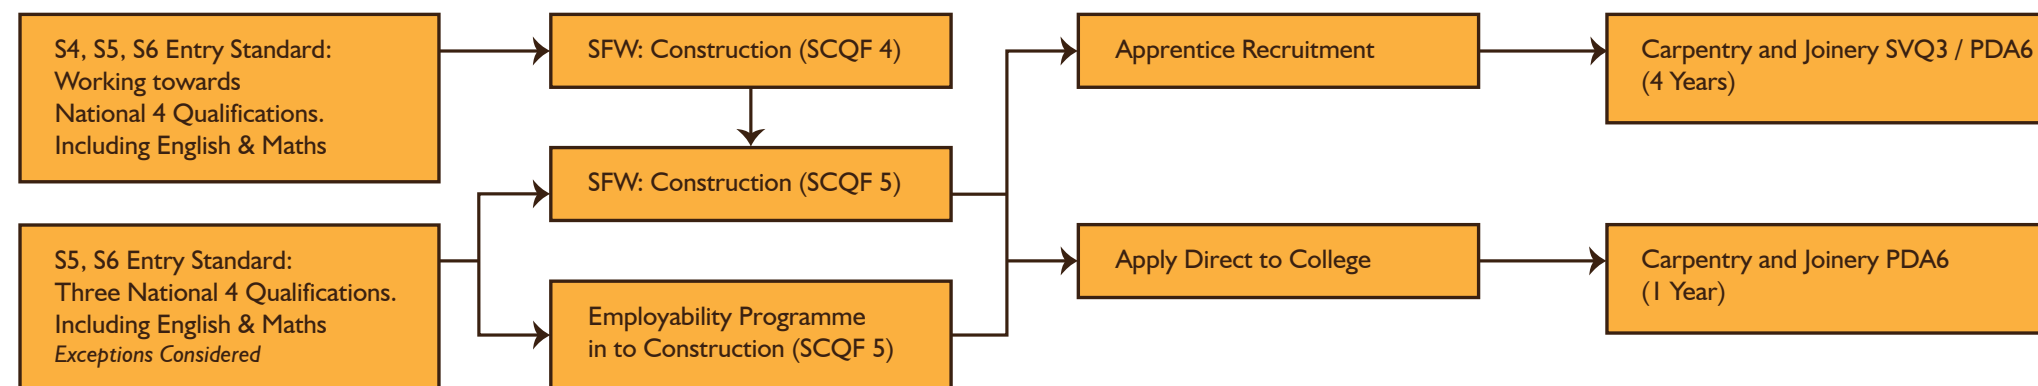 S4, S5, S6 Entry Standard:
Working towards
National 4 Qualifications.
Including English & Maths
SFW: Construction (SCQF 4)
Apprentice Recruitment
Carpentry and Joinery SVQ3 / PDA6
(4 Years)
SFW: Construction (SCQF 5)
S5, S6 Entry Standard:
Three National 4 Qualifications.
Including English & Maths
Exceptions Considered
Employability Programme
in to Construction (SCQF 5)
Apply Direct to College
Carpentry and Joinery PDA6
(1 Year)